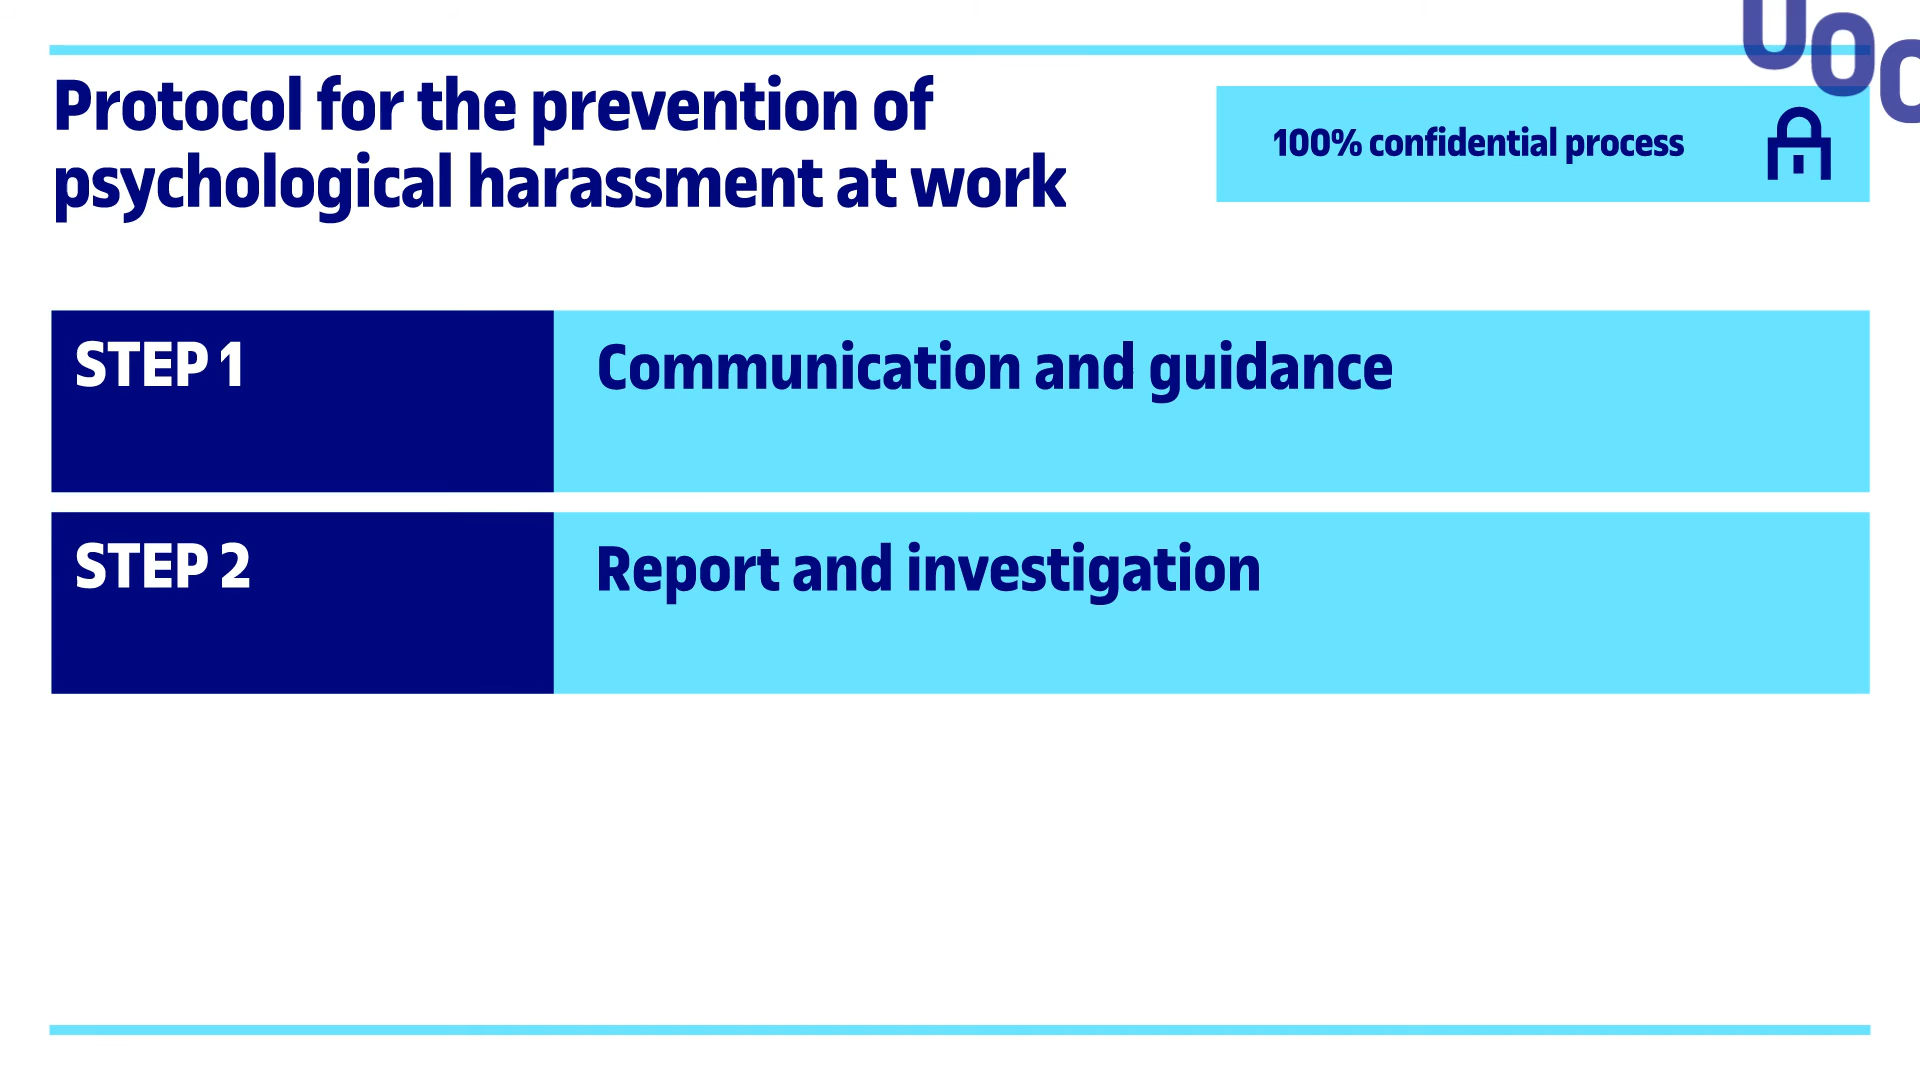 UOC
Protocol for the prevention of
psychological harassment at work
100% confidential process
STEP 1
Communication and guidance
STEP 2
Report and investigation